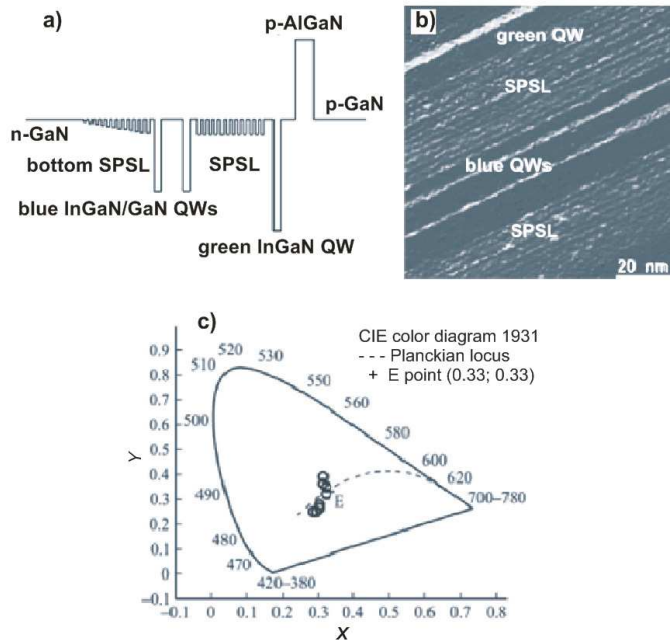 a)
p-AlGaN
p-GaN
n-GaN
bottom SPSL
SPSL
blue InGaN/GaN QWs
green InGaN QW
b)
green QW
SPSL
blue QWs
SPSL
20 nm
c)
CIE color diagram 1931
--- Planckian locus
+ E point (0.33; 0.33)
0.9
0.8
0.7
0.6
0.5
0.4
0.3
0.2
0.1
0
−0.1
Y
510
520
530
550
560
580
600
620
700–780
500
490
480
470
420–380
E
−0.1 0 0.1 0.2 0.3 0.4 0.5 0.6 0.7 0.8
X